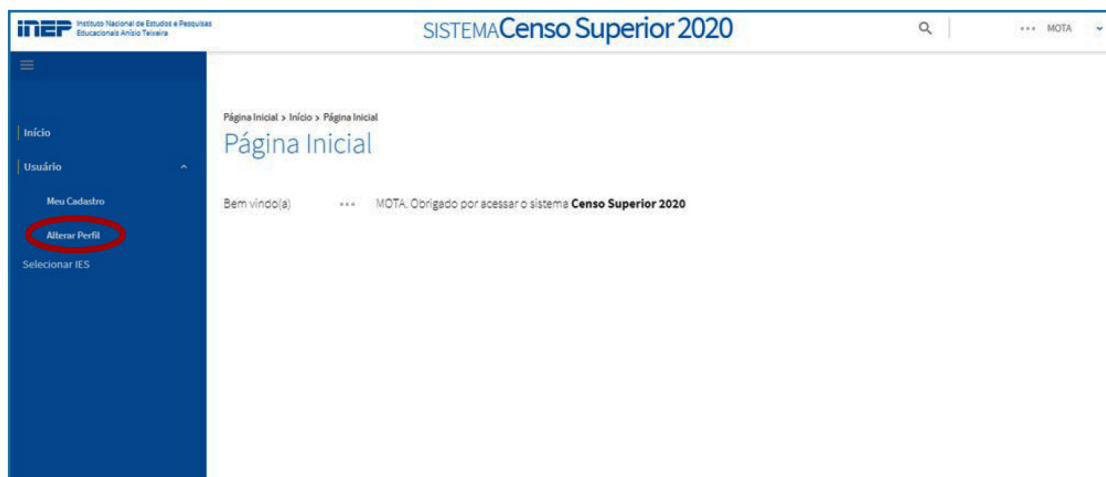 inep Instituto Nacional de Estudos e Pesquisas
Educacionais Anísio Teixeira
SISTEMACenso Superior 2020
••• MOTA
Página Inicial > Início > Página Inicial
Página Inicial
Início
Usuário
Meu Cadastro
Alterar Perfil
Selecionar IES
Bem vindo(a) ••• MOTA. Obrigado por acessar o sistema Censo Superior 2020